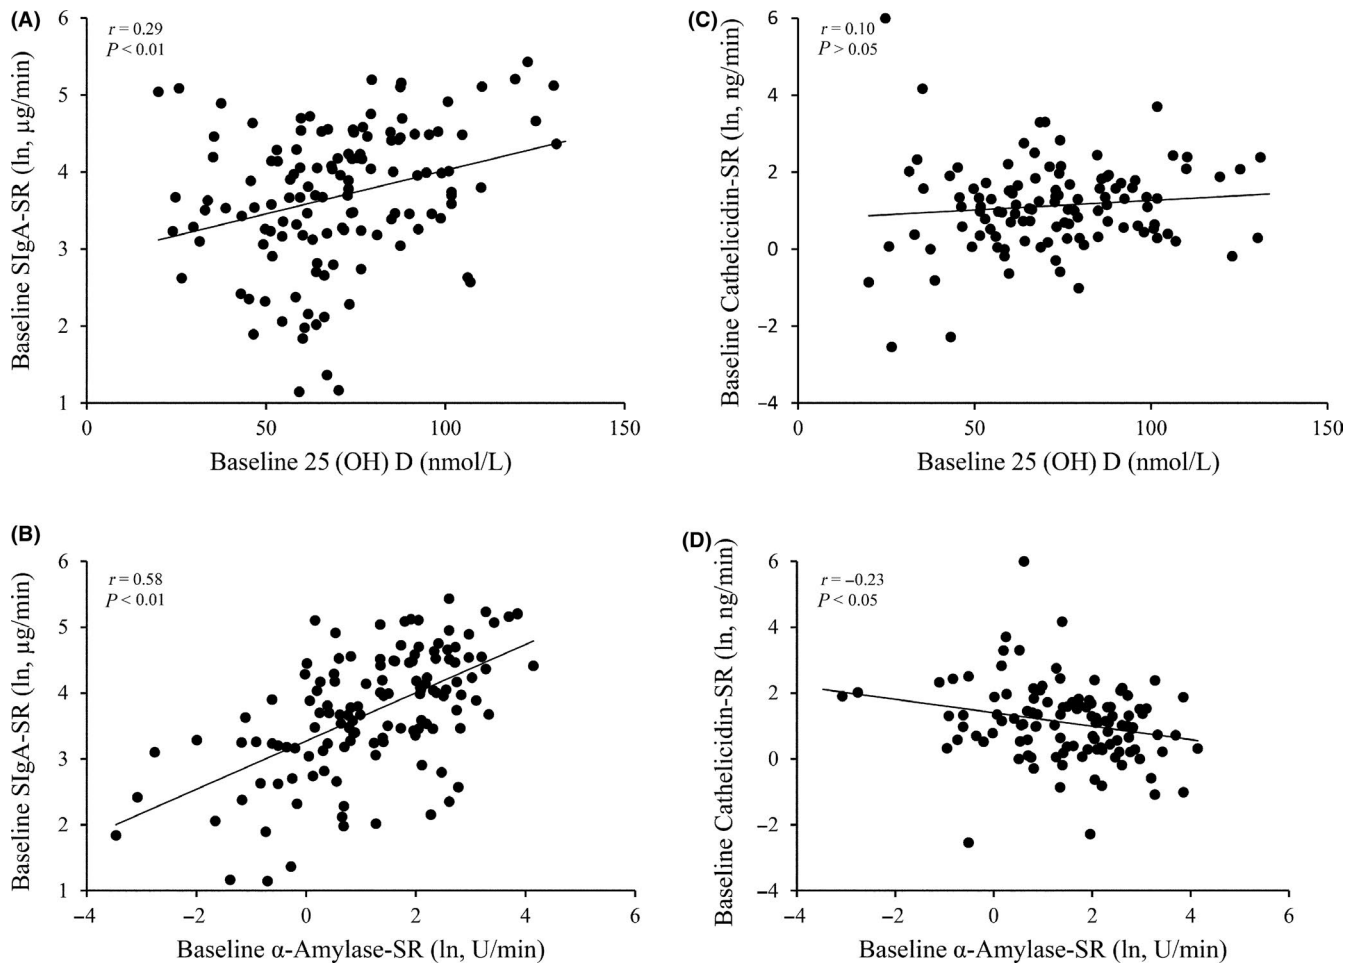 (A)
r = 0.29
P < 0.01
Baseline SIgA-SR (ln, µg/min)
6
5
4
3
2
1
0
50
100
150
Baseline 25 (OH) D (nmol/L)
(C)
r = 0.10
P > 0.05
Baseline Cathelicidin-SR (ln, ng/min)
6
4
2
0
−2
−4
0
50
100
150
Baseline 25 (OH) D (nmol/L)
(B)
r = 0.58
P < 0.01
Baseline SIgA-SR (ln, µg/min)
6
5
4
3
2
1
−4
−2
0
2
4
6
Baseline α-Amylase-SR (ln, U/min)
(D)
r = −0.23
P < 0.05
Baseline Cathelicidin-SR (ln, ng/min)
6
4
2
0
−2
−4
−4
−2
0
2
4
6
Baseline α-Amylase-SR (ln, U/min)